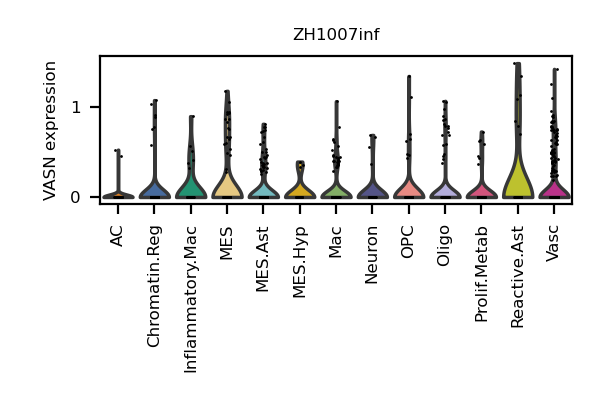 ZH1007inf
VASN expression
1
0
AC
Chromatin.Reg
Inflammatory.Mac
MES
MES.Ast
MES.Hyp
Mac
Neuron
OPC
Oligo
Prolif.Metab
Reactive.Ast
Vasc